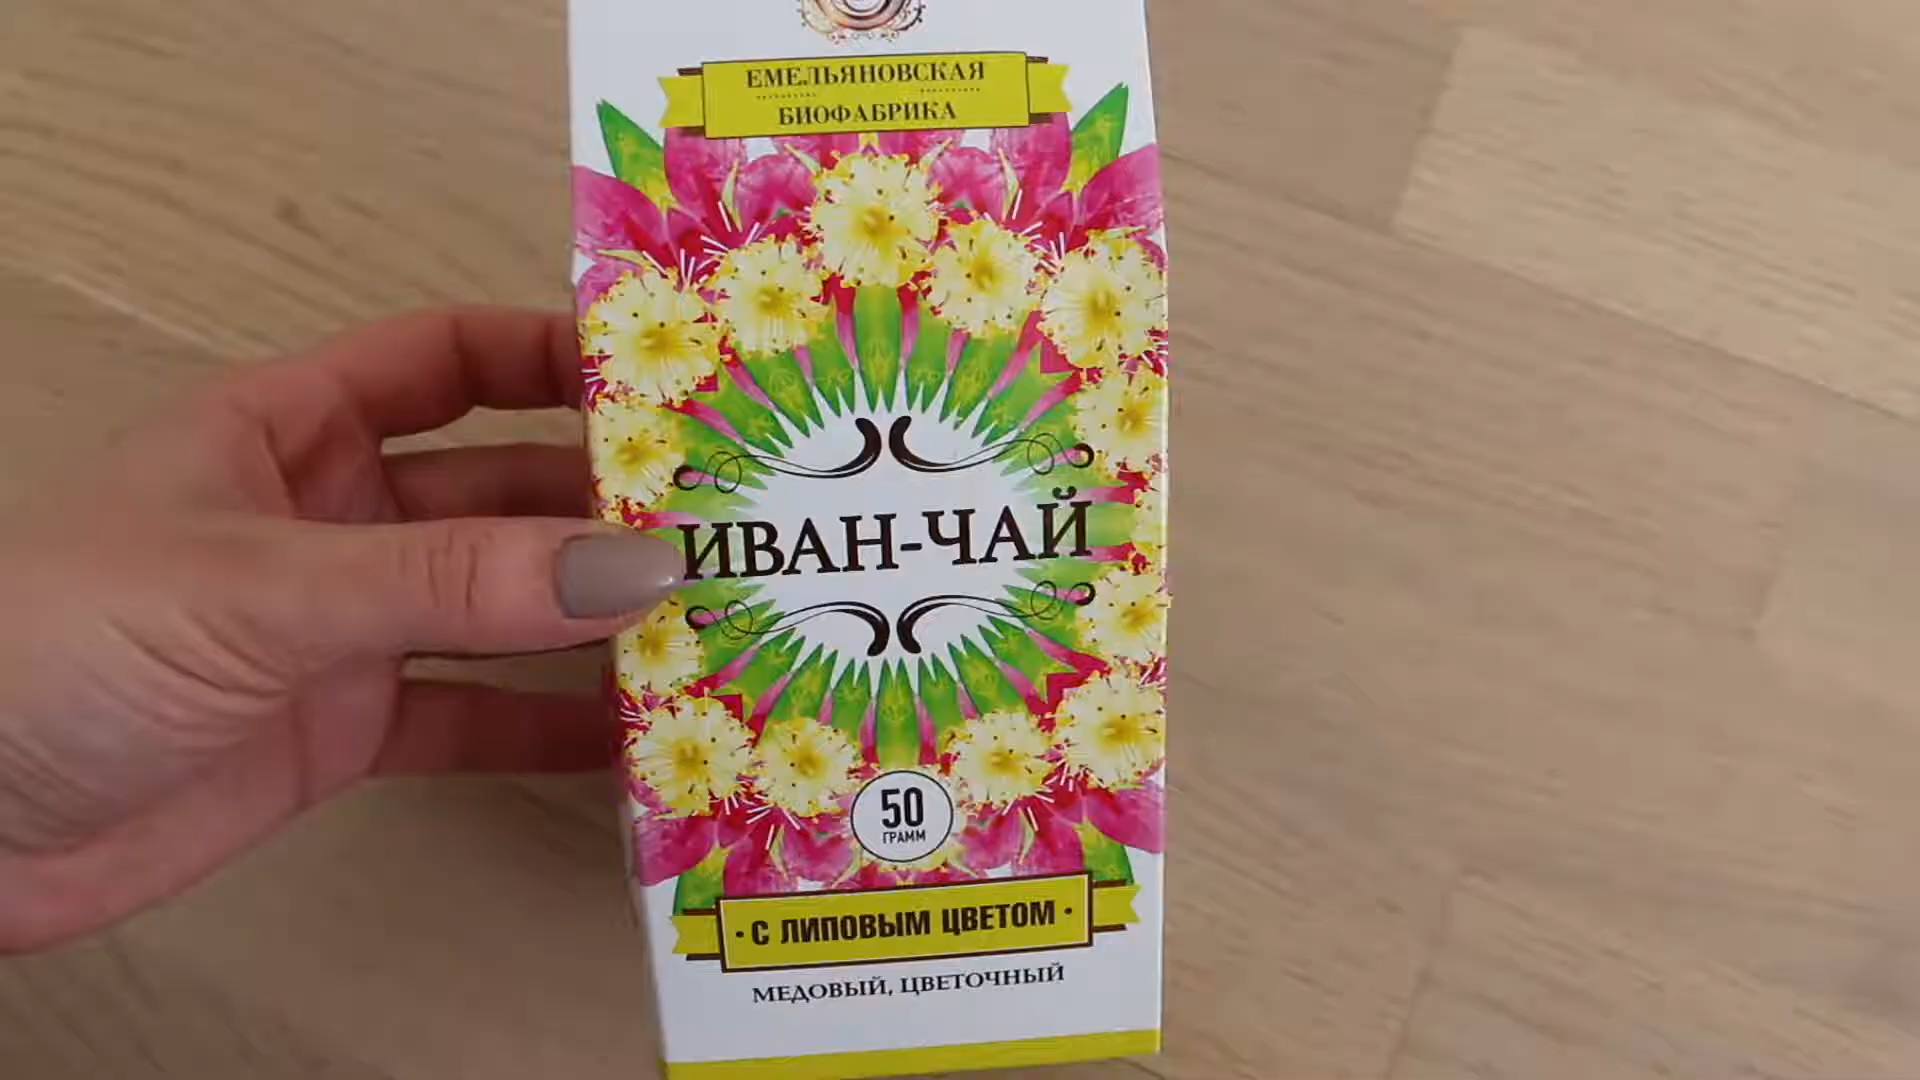 ЕМЕЛЬЯНОВСКАЯ
БИОФАБРИКА
ИВАН-ЧАЙ
50
ГРАММ
• С ЛИПОВЫМ ЦВЕТОМ •
МЕДОВЫЙ, ЦВЕТОЧНЫЙ